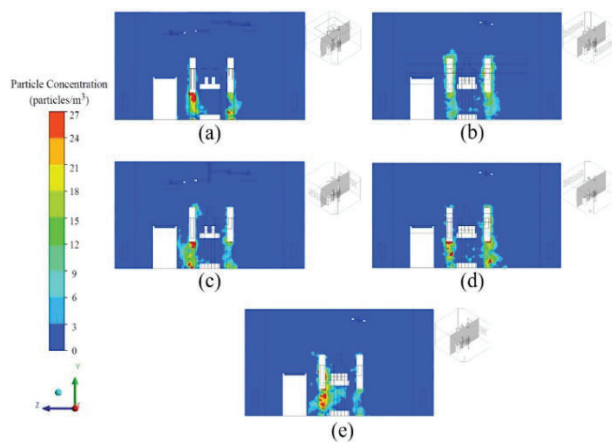 Particle Concentration
(particles/m³)
27
24
21
18
15
12
9
6
3
0
Y
Z
(a)
(b)
(c)
(d)
(e)